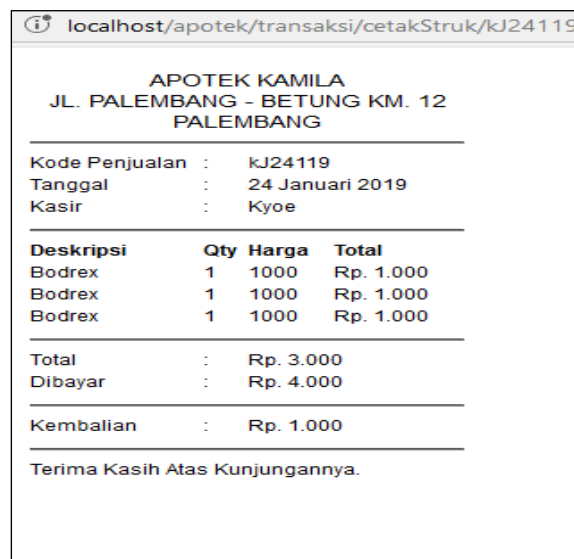 localhost/apotek/transaksi/cetakStruk/kJ24119
APOTEK KAMILA
JL. PALEMBANG - BETUNG KM. 12
PALEMBANG
Kode Penjualan : kJ24119
Tanggal : 24 Januari 2019
Kasir : Kyoe
Deskripsi Qty Harga Total
Bodrex 1 1000 Rp. 1.000
Bodrex 1 1000 Rp. 1.000
Bodrex 1 1000 Rp. 1.000
Total : Rp. 3.000
Dibayar : Rp. 4.000
Kembalian : Rp. 1.000
Terima Kasih Atas Kunjungannya.